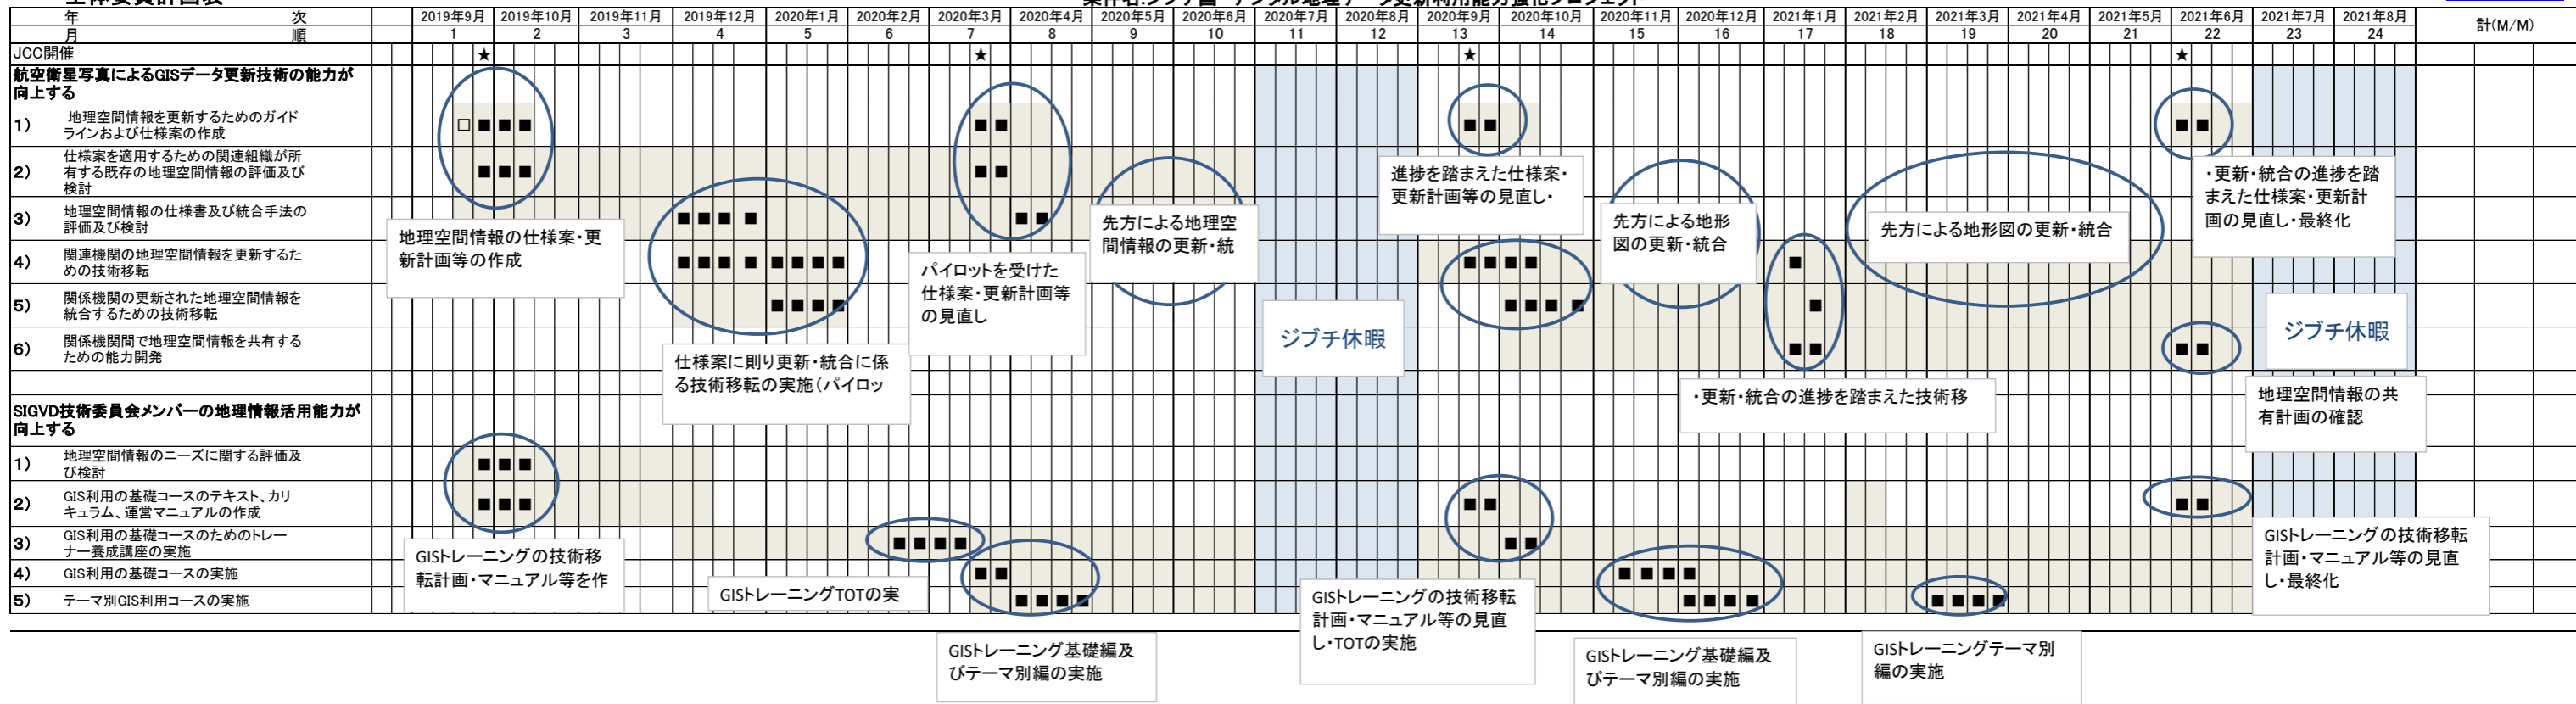 年 次 2019年9月 2019年10月 2019年11月 2019年12月 2020年1月 2020年2月 2020年3月 2020年4月 2020年5月 2020年6月 2020年7月 2020年8月 2020年9月 2020年10月 2020年11月 2020年12月 2021年1月 2021年2月 2021年3月 2021年4月 2021年5月 2021年6月 2021年7月 2021年8月 計(M/M)
月 順 1 2 3 4 5 6 7 8 9 10 11 12 13 14 15 16 17 18 19 20 21 22 23 24
JCC開催 ★ ★ ★ ★
航空衛星写真によるGISデータ更新技術の能力が
向上する
1) 地理空間情報を更新するためのガイド
ラインおよび仕様案の作成
□ ■ ■ ■ ■ ■ ■ ■ ■ ■
2) 仕様案を適用するための関連組織が所
有する既存の地理空間情報の評価及び
検討
■ ■ ■ ■ ■
3) 地理空間情報の仕様書及び統合手法の
評価及び検討
■ ■ ■ ■ ■ ■
4) 関連機関の地理空間情報を更新するた
めの技術移転
■ ■ ■ ■ ■ ■ ■ ■ ■ ■ ■ ■ ■
5) 関係機関の更新された地理空間情報を
統合するための技術移転
■ ■ ■ ■ ■ ■ ■ ■ ■
6) 関係機関間で地理空間情報を共有する
ための能力開発
■ ■ ■ ■
地理空間情報の仕様案・更
新計画等の作成
仕様案に則り更新・統合に係
る技術移転の実施(パイロッ
パイロットを受けた
仕様案・更新計画等
の見直し
先方による地理空
間情報の更新・統
ジブチ休暇
進捗を踏まえた仕様案・
更新計画等の見直し・
先方による地形
図の更新・統合
・更新・統合の進捗を踏まえた技術移
先方による地形図の更新・統合
・更新・統合の進捗を踏
まえた仕様案・更新計
画の見直し・最終化
ジブチ休暇
地理空間情報の共
有計画の確認
SIGVD技術委員会メンバーの地理情報活用能力が
向上する
1) 地理空間情報のニーズに関する評価及
び検討
■ ■ ■
2) GIS利用の基礎コースのテキスト、カリ
キュラム、運営マニュアルの作成
■ ■ ■ ■ ■ ■ ■
3) GIS利用の基礎コースのためのトレー
ナー養成講座の実施
■ ■ ■ ■ ■ ■
4) GIS利用の基礎コースの実施
■ ■ ■ ■ ■ ■
5) テーマ別GIS利用コースの実施
■ ■ ■ ■ ■ ■ ■ ■ ■ ■ ■ ■
GISトレーニングの技術移
転計画・マニュアル等を作
GISトレーニングTOTの実
GISトレーニング基礎編及
びテーマ別編の実施
GISトレーニングの技術移転
計画・マニュアル等の見直
し・TOTの実施
GISトレーニング基礎編及
びテーマ別編の実施
GISトレーニングテーマ別
編の実施
GISトレーニングの技術移転
計画・マニュアル等の見直
し・最終化